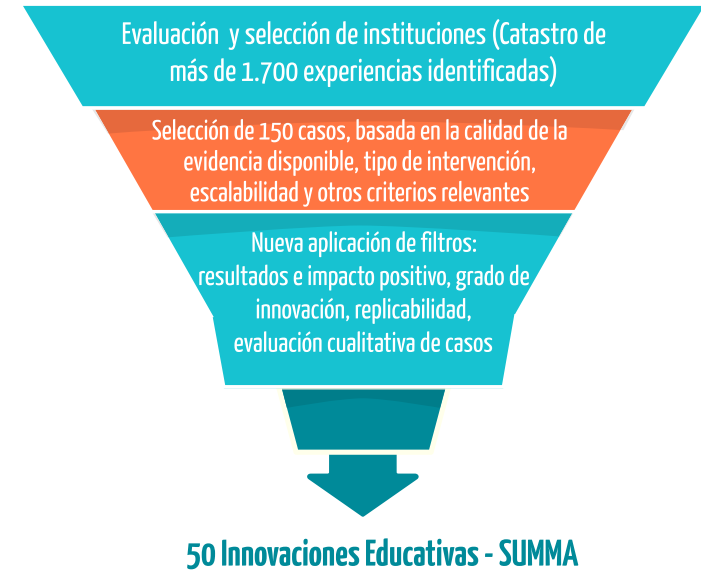 Evaluación y selección de instituciones (Catastro de
más de 1.700 experiencias identificadas)
Selección de 150 casos, basada en la calidad de la
evidencia disponible, tipo de intervención,
escalabilidad y otros criterios relevantes
Nueva aplicación de filtros:
resultados e impacto positivo, grado de
innovación, replicabilidad,
evaluación cualitativa de casos
50 Innovaciones Educativas - SUMMA